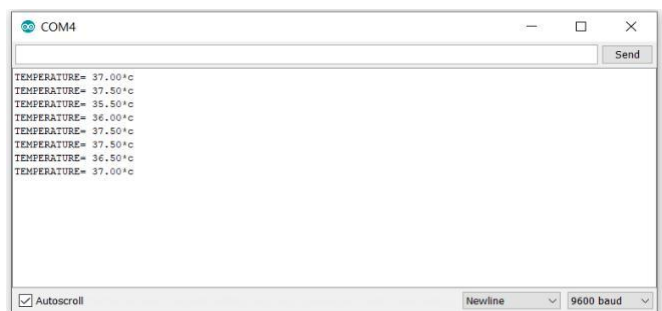 COM4
Send
TEMPERATURE= 37.00*c
TEMPERATURE= 37.50*c
TEMPERATURE= 35.50*c
TEMPERATURE= 36.00*c
TEMPERATURE= 37.50*c
TEMPERATURE= 37.50*c
TEMPERATURE= 36.50*c
TEMPERATURE= 37.00*c
Autoscroll Newline 9600 baud